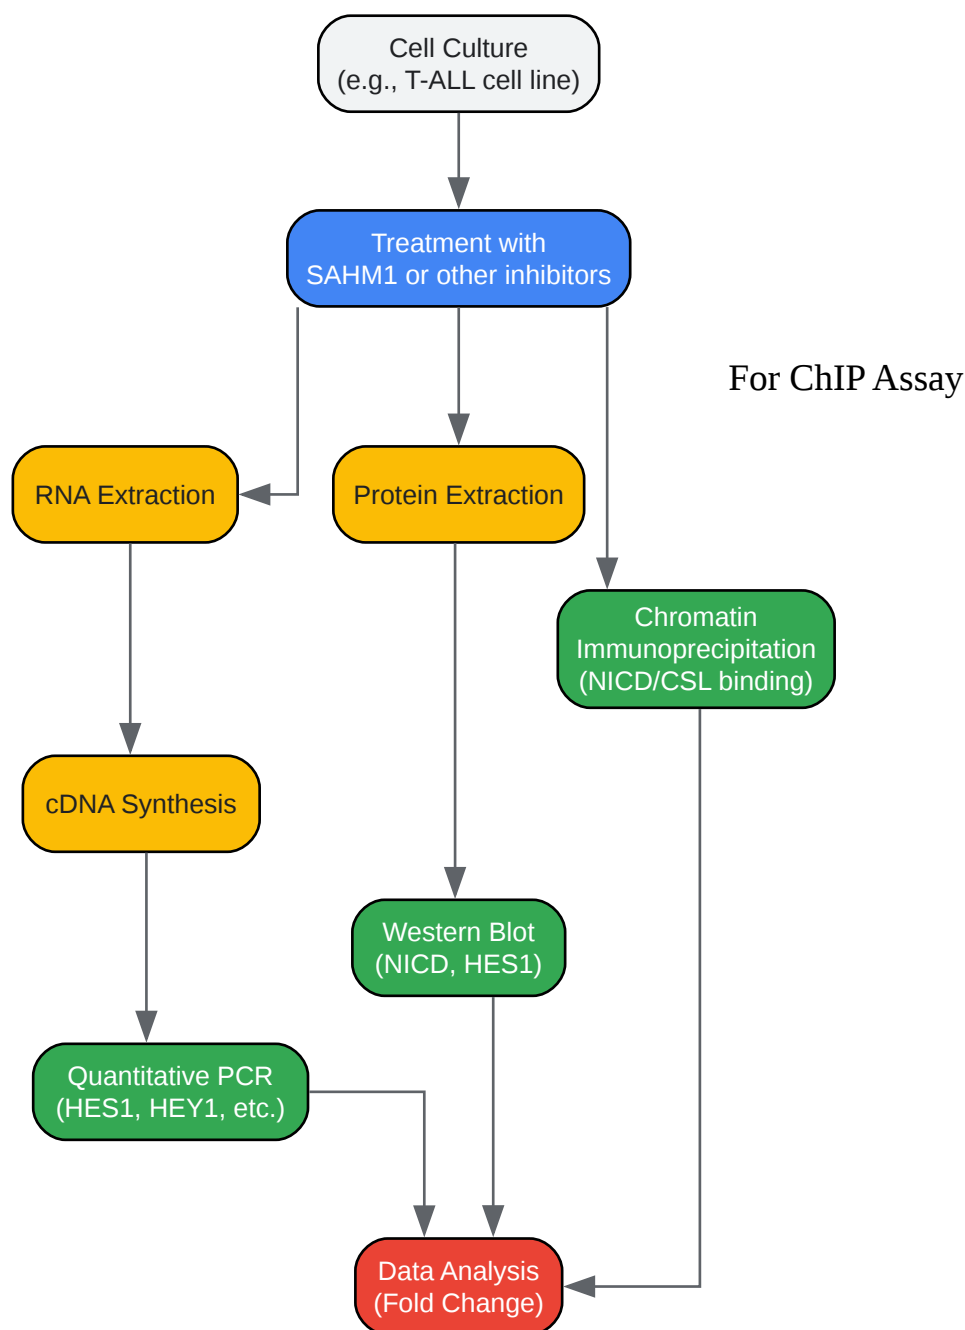 Cell Culture
(e.g., T-ALL cell line)
Treatment with
SAHM1 or other inhibitors
For ChIP Assay
RNA Extraction
Protein Extraction
Chromatin
Immunoprecipitation
(NICD/CSL binding)
cDNA Synthesis
Western Blot
(NICD, HES1)
Quantitative PCR
(HES1, HEY1, etc.)
Data Analysis
(Fold Change)